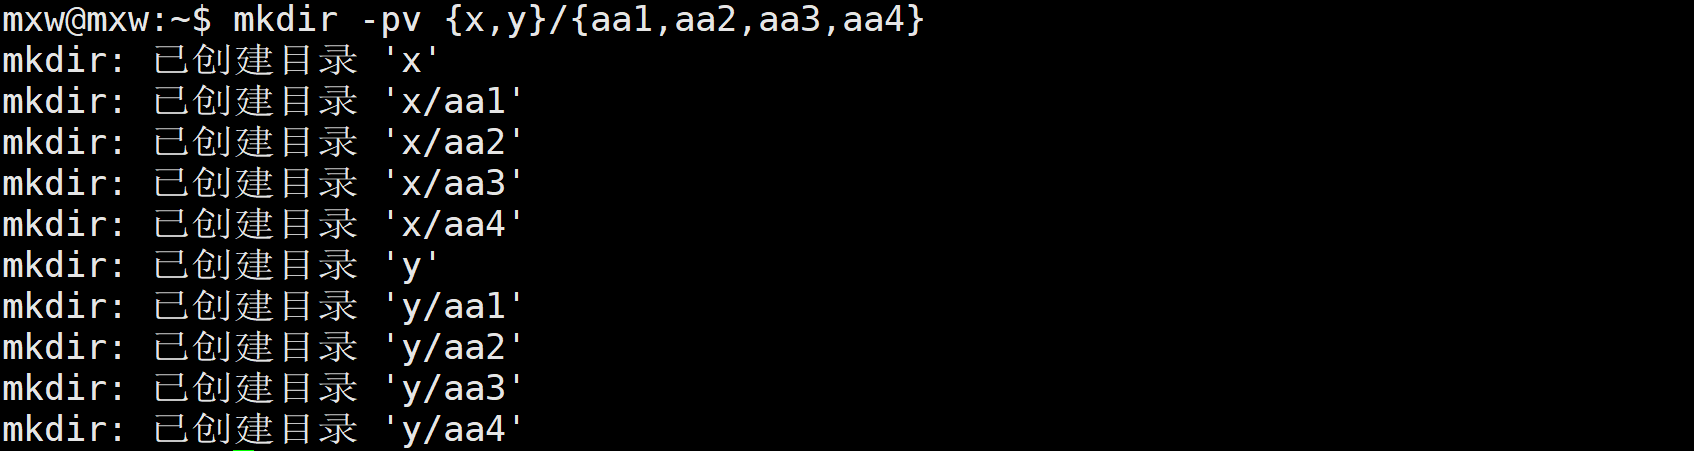 mxw@mxw:~$ mkdir -pv {x,y}/{aa1,aa2,aa3,aa4}
mkdir: 已创建目录 'x'
mkdir: 已创建目录 'x/aa1'
mkdir: 已创建目录 'x/aa2'
mkdir: 已创建目录 'x/aa3'
mkdir: 已创建目录 'x/aa4'
mkdir: 已创建目录 'y'
mkdir: 已创建目录 'y/aa1'
mkdir: 已创建目录 'y/aa2'
mkdir: 已创建目录 'y/aa3'
mkdir: 已创建目录 'y/aa4'